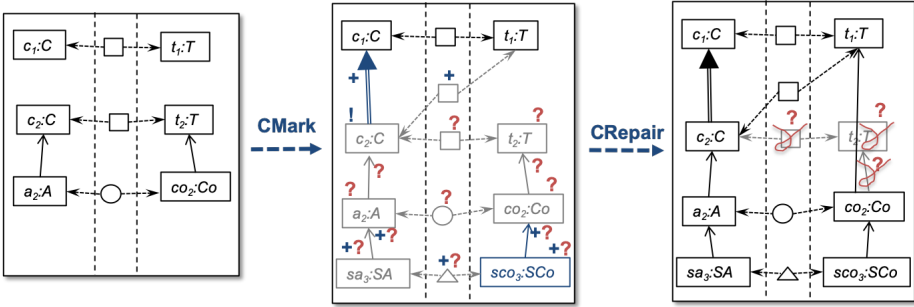 c₁:C t₁:T
c₂:C t₂:T
a₂:A co₂:Co
CMark
c₁:C t₁:T
+ +
! ? ?
c₂:C t₂:T
? ? ?
a₂:A co₂:Co
+? +? +? +?
+?
sa₃:SA sco₃:SCo
CRepair
c₁:C t₁:T
? ?
c₂:C t₂:T
?
a₂:A co₂:Co
sa₃:SA sco₃:SCo